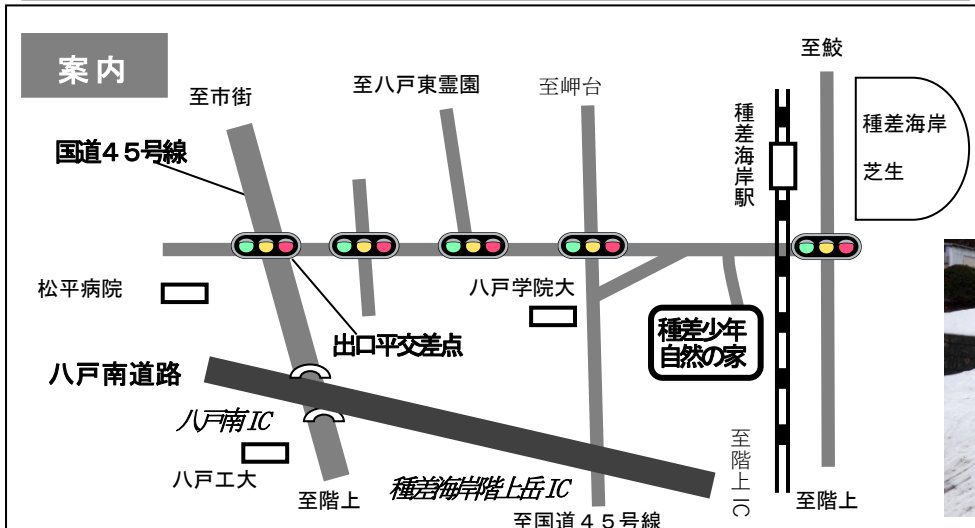 案内
至市街
至八戸東霊園
至岬台
至鮫
種差海岸駅
種差海岸
芝生
国道４５号線
松平病院
八戸学院大
出口平交差点
種差少年
自然の家
八戸南道路
八戸南IC
八戸工大
至階上
種差海岸階上岳IC
至国道４５号線
至階上IC
至階上